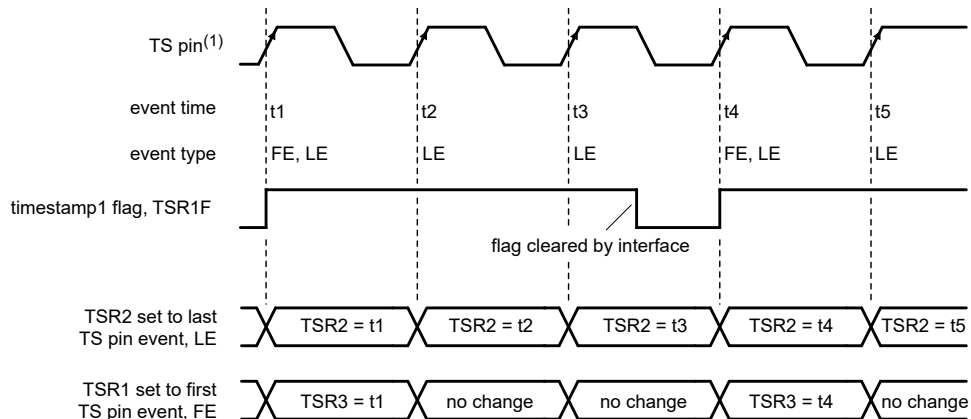 TS pin(1)
event time t1 t2 t3 t4 t5
event type FE, LE LE LE FE, LE LE
timestamp1 flag, TSR1F
flag cleared by interface
TSR2 set to last
TS pin event, LE
TSR2 = t1 TSR2 = t2 TSR2 = t3 TSR2 = t4 TSR2 = t5
TSR1 set to first
TS pin event, FE
TSR3 = t1 no change no change TSR3 = t4 no change